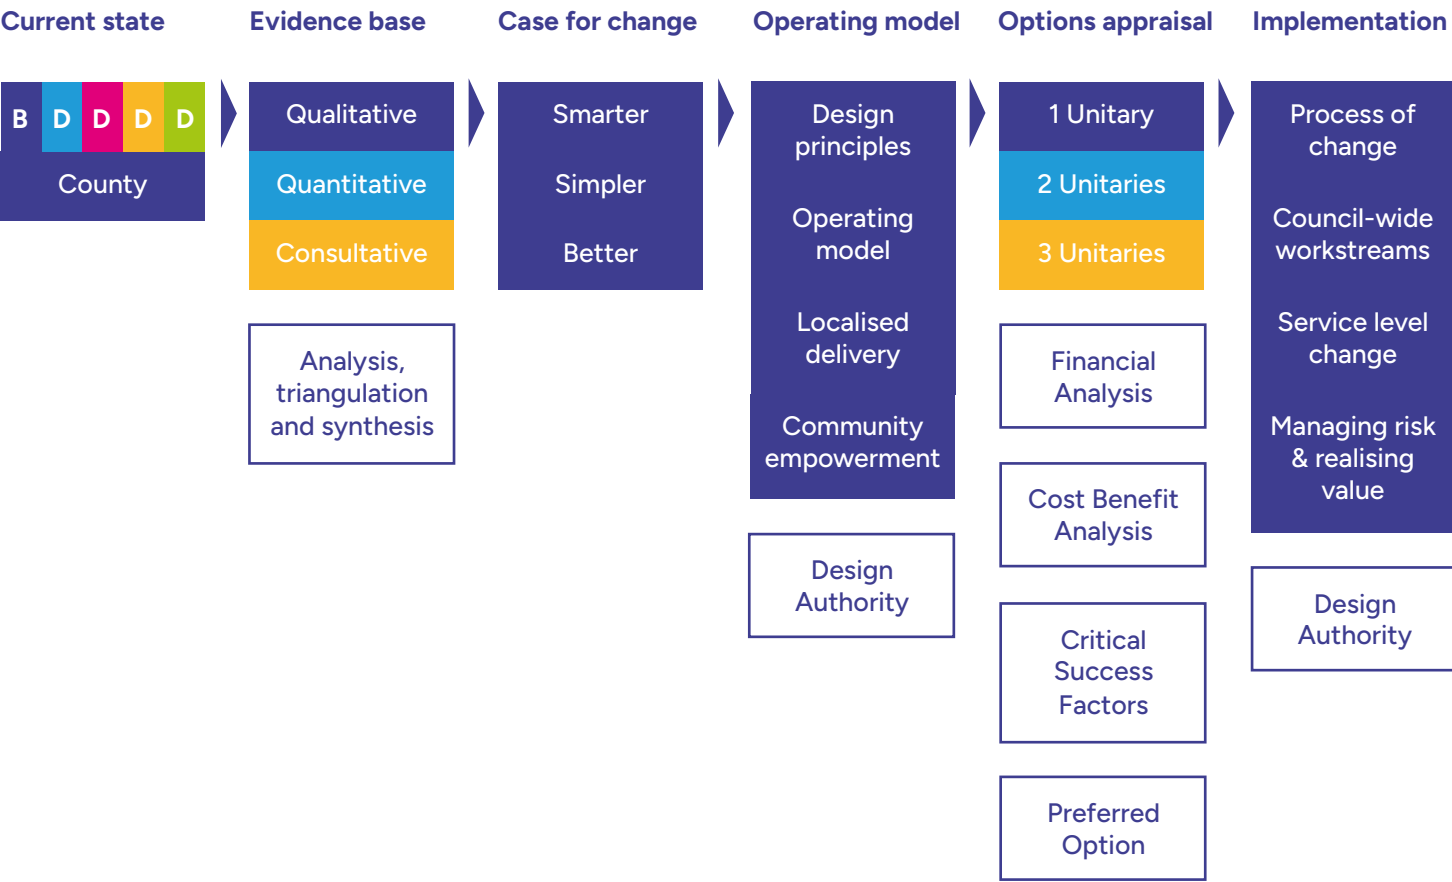 Current state
Evidence base
Case for change
Operating model
Options appraisal
Implementation
B D D D D
County
Qualitative
Quantitative
Consultative
Analysis,
triangulation
and synthesis
Smarter
Simpler
Better
Design
principles
Operating
model
Localised
delivery
Community
empowerment
Design
Authority
1 Unitary
2 Unitaries
3 Unitaries
Financial
Analysis
Cost Benefit
Analysis
Critical
Success
Factors
Preferred
Option
Process of
change
Council-wide
workstreams
Service level
change
Managing risk
& realising
value
Design
Authority